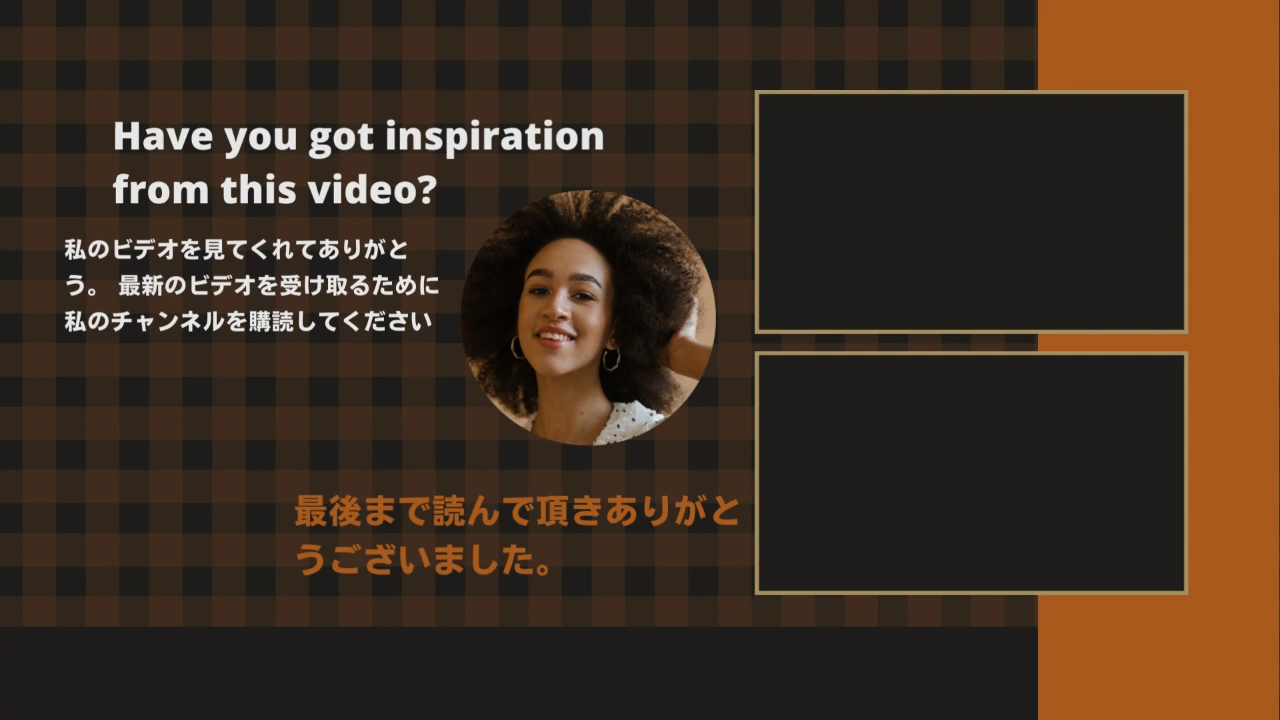 Have you got inspiration
from this video?
私のビデオを見てくれてありがと
う。 最新のビデオを受け取るために
私のチャンネルを購読してください
最後まで読んで頂きありがと
うございました。